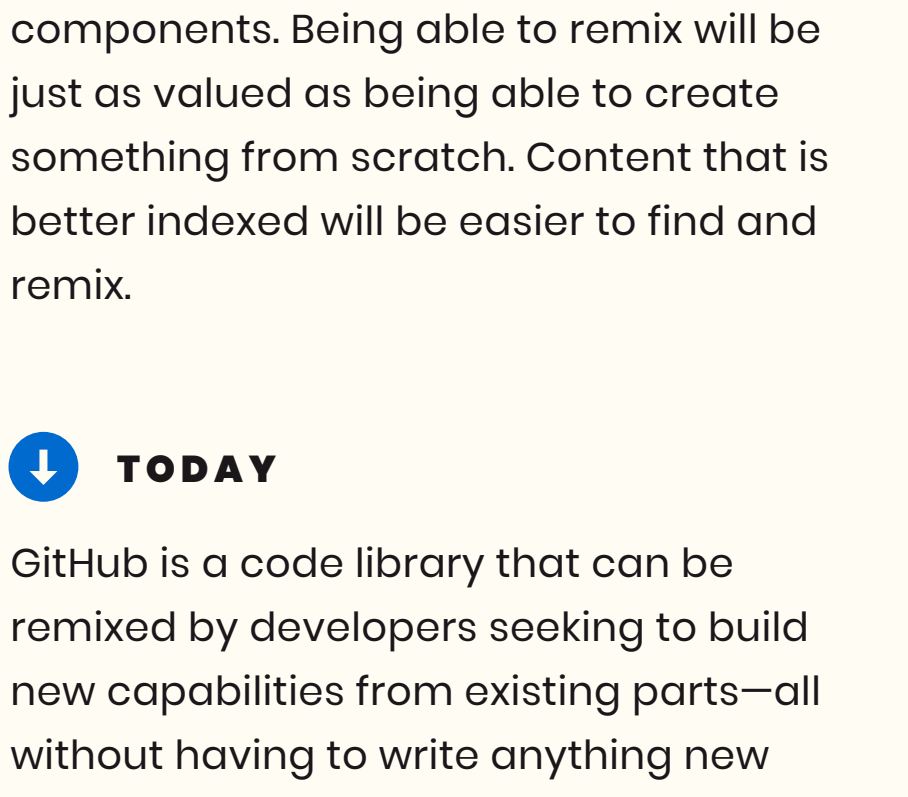 components. Being able to remix will be
just as valued as being able to create
something from scratch. Content that is
better indexed will be easier to find and
remix.
TODAY
GitHub is a code library that can be
remixed by developers seeking to build
new capabilities from existing parts—all
without having to write anything new